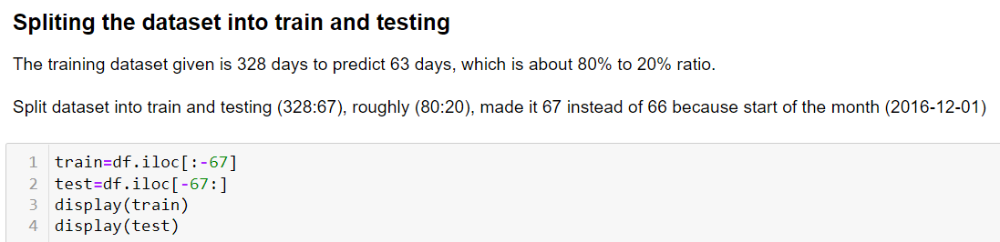 Spliting the dataset into train and testing
The training dataset given is 328 days to predict 63 days, which is about 80% to 20% ratio.
Split dataset into train and testing (328:67), roughly (80:20), made it 67 instead of 66 because start of the month (2016-12-01)
1 train=df.iloc[:-67]
2 test=df.iloc[-67:]
3 display(train)
4 display(test)